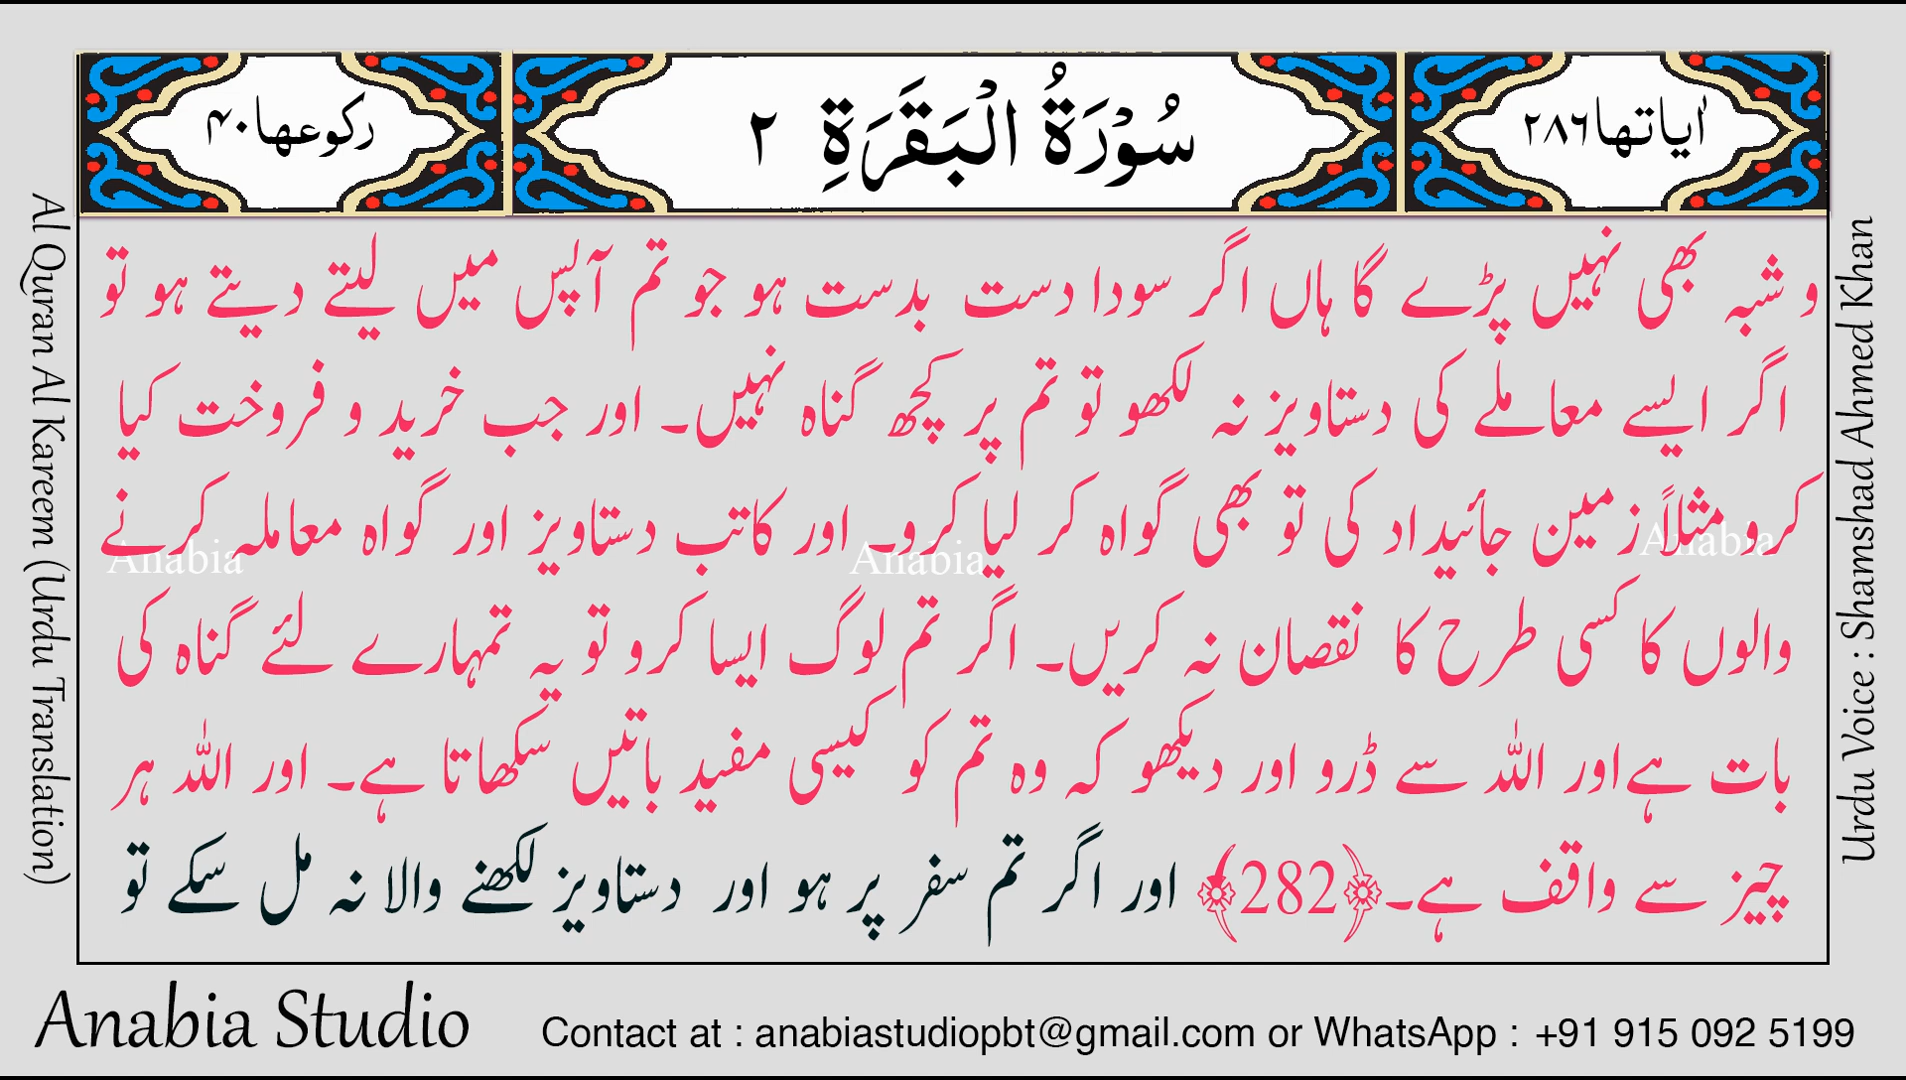 اٰیاتھا۲۸۶
سُوْرَةُ الْبَقَرَةِ ۲
رکوعھا۴۰
و شبہ بھی نہیں پڑے گا ہاں اگر سودا دست بدست ہو جو تم آپس میں لیتے دیتے ہو تو
اگر ایسے معاملے کی دستاویز نہ لکھو تو تم پر کچھ گناہ نہیں۔ اور جب خرید و فروخت کیا
کرو مثلاً زمین جائیداد کی تو بھی گواہ کر لیا کرو۔ اور کاتب دستاویز اور گواہ معاملہ کرنے
والوں کا کسی طرح کا نقصان نہ کریں۔ اگر تم لوگ ایسا کرو تو یہ تمہارے لئے گناہ کی
بات ہے اور اللہ سے ڈرو اور دیکھو کہ وہ تم کو کیسی مفید باتیں سکھاتا ہے۔ اور اللہ ہر
چیز سے واقف ہے۔﴿282﴾ اور اگر تم سفر پر ہو اور دستاویز لکھنے والا نہ مل سکے تو
Anabia
Anabia
Anabia
Al Quran Al Kareem (Urdu Translation)
Urdu Voice : Shamshad Ahmed Khan
Anabia Studio
Contact at : anabiastudiopbt@gmail.com or WhatsApp : +91 915 092 5199